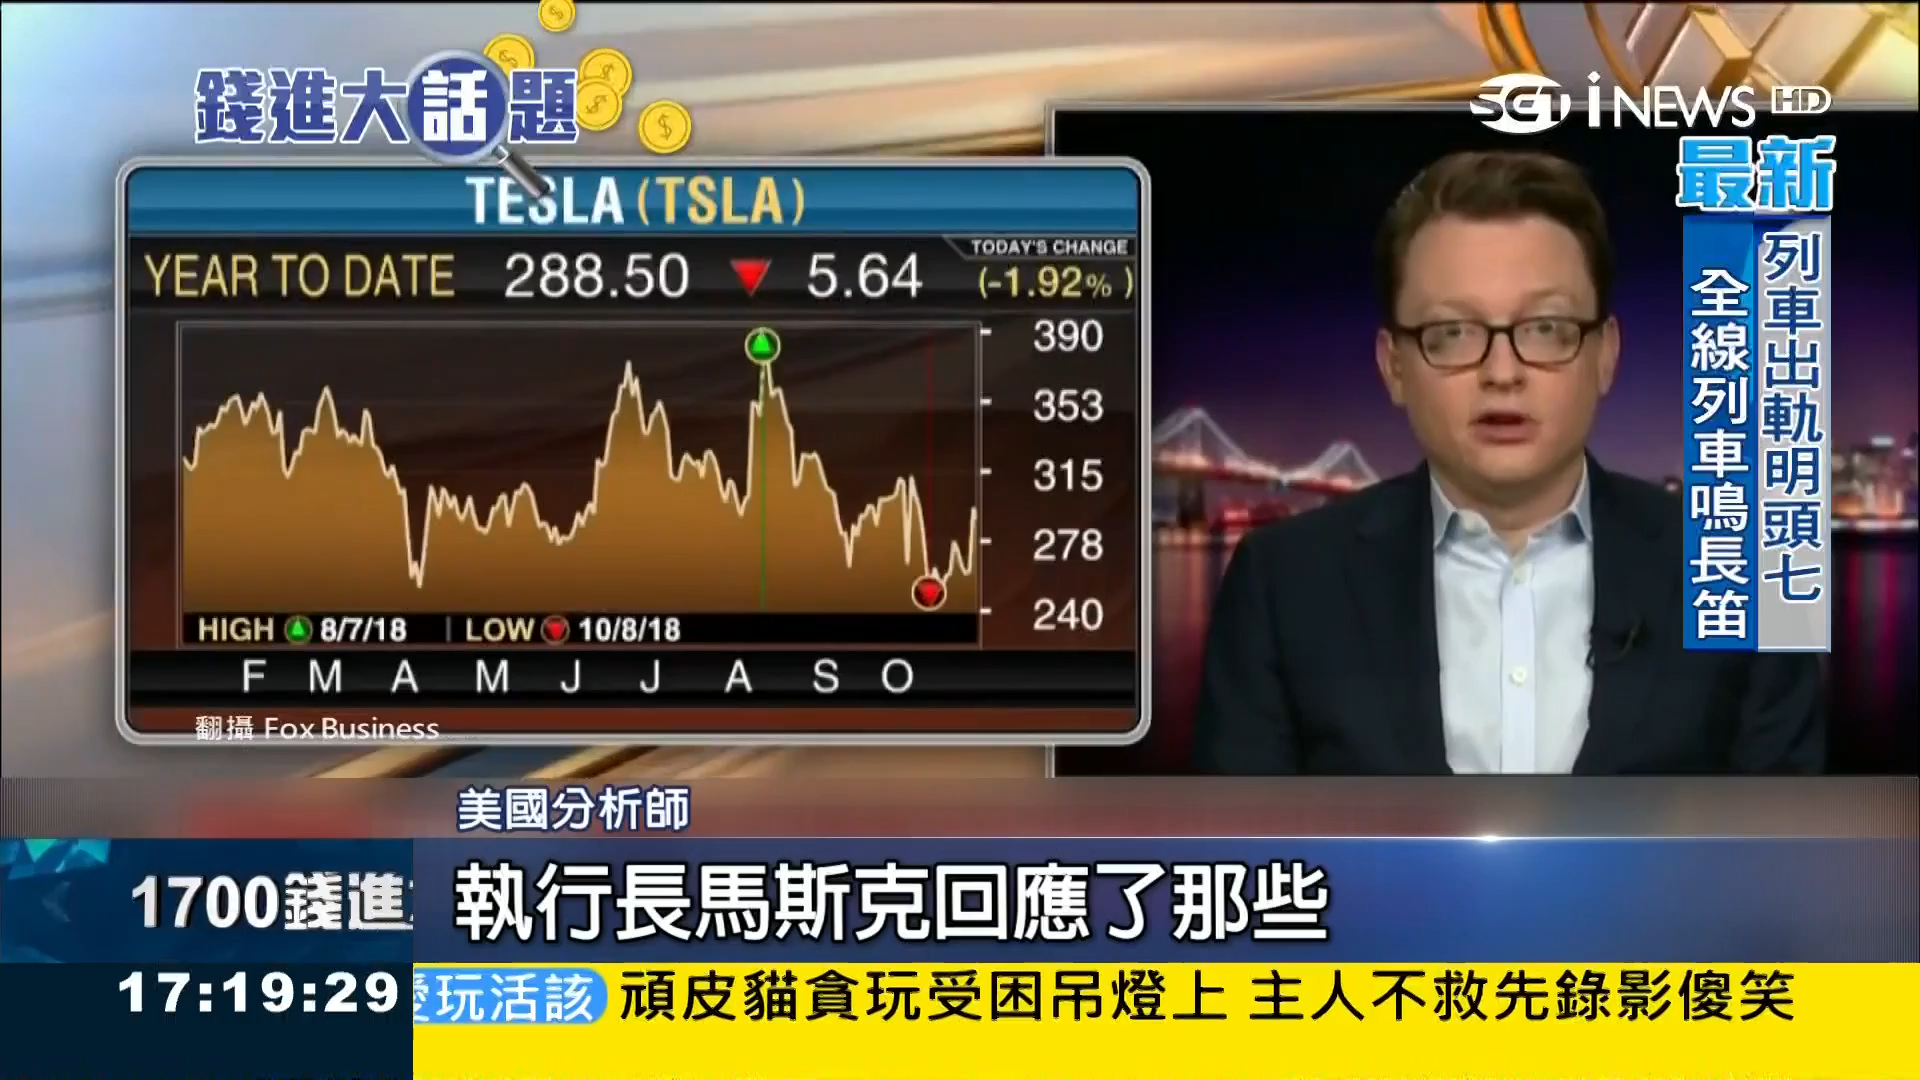 錢進大話題
SET iNEWS HD
最新
列車出軌明頭七
全線列車鳴長笛
TESLA (TSLA)
YEAR TO DATE 288.50 ▼ 5.64
TODAY'S CHANGE
(-1.92%)
390
353
315
278
240
HIGH ▲ 8/7/18 | LOW ▼ 10/8/18
F M A M J J A S O
翻攝 Fox Business
美國分析師
1700錢進
執行長馬斯克回應了那些
17:19:29
玩活該 頑皮貓貪玩受困吊燈上 主人不救先錄影傻笑